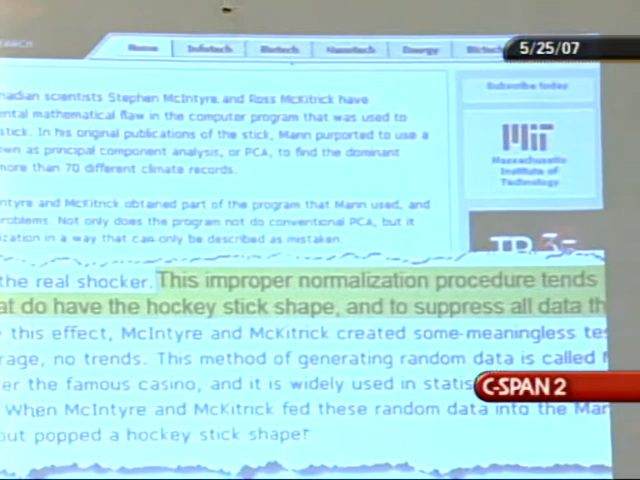 EARCH
Home Infotech Biotech Nanotech Energy Biztech
5/25/07
nadian scientists Stephen McIntyre and Ross McKitrick have
ental mathematical flaw in the computer program that was used to
stick. In his original publications of the stick, Mann purported to use a
wn as principal component analysis, or PCA, to find the dominant
more than 70 different climate records.
ntyre and McKitrick obtained part of the program that Mann used, and
roblems. Not only does the program not do conventional PCA, but it
ization in a way that can only be described as mistaken.
Subscribe today
MIT
Massachusetts
Institute of
Technology
the real shocker. This improper normalization procedure tends
at do have the hockey stick shape, and to suppress all data th
this effect, McIntyre and McKitrick created some meaningless tes
rage, no trends. This method of generating random data is called
er the famous casino, and it is widely used in statis
When McIntyre and McKitrick fed these random data into the Man
out popped a hockey stick shape!
C-SPAN 2